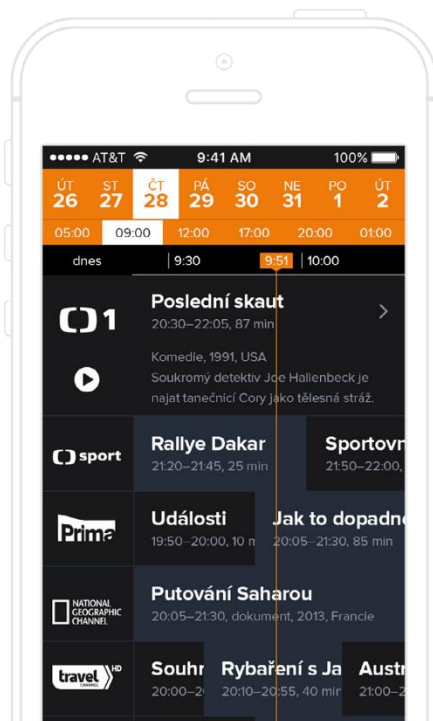 AT&T 9:41 AM 100%
ÚT ST ČT PÁ SO NE PO ÚT
26 27 28 29 30 31 1 2
05:00 09:00 12:00 17:00 20:00 01:00
dnes 9:30 9:51 10:00
1
Poslední skaut
20:30–22:05, 87 min
Komedie, 1991, USA
Soukromý detektiv Joe Hallenbeck je
najat tanečnicí Cory jako tělesná stráž.
sport
Rallye Dakar Sportovn
21:20–21:45, 25 min 21:50–22:00,
Prima
Události Jak to dopadne
19:50–20:00, 10 m 20:05–21:30, 85 min
NATIONAL
GEOGRAPHIC
CHANNEL
Putování Saharou
20:05–21:30, dokument, 2013, Francie
travel HD
CHANNEL
Souhr Rybaření s Ja Austr
20:00–2 20:10–20:55, 40 mir 21:00–2